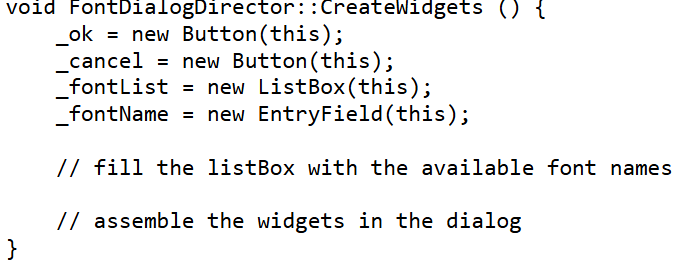 void FontDialogDirector::CreateWidgets () {
    _ok = new Button(this);
    _cancel = new Button(this);
    _fontList = new ListBox(this);
    _fontName = new EntryField(this);

    // fill the listBox with the available font names

    // assemble the widgets in the dialog
}